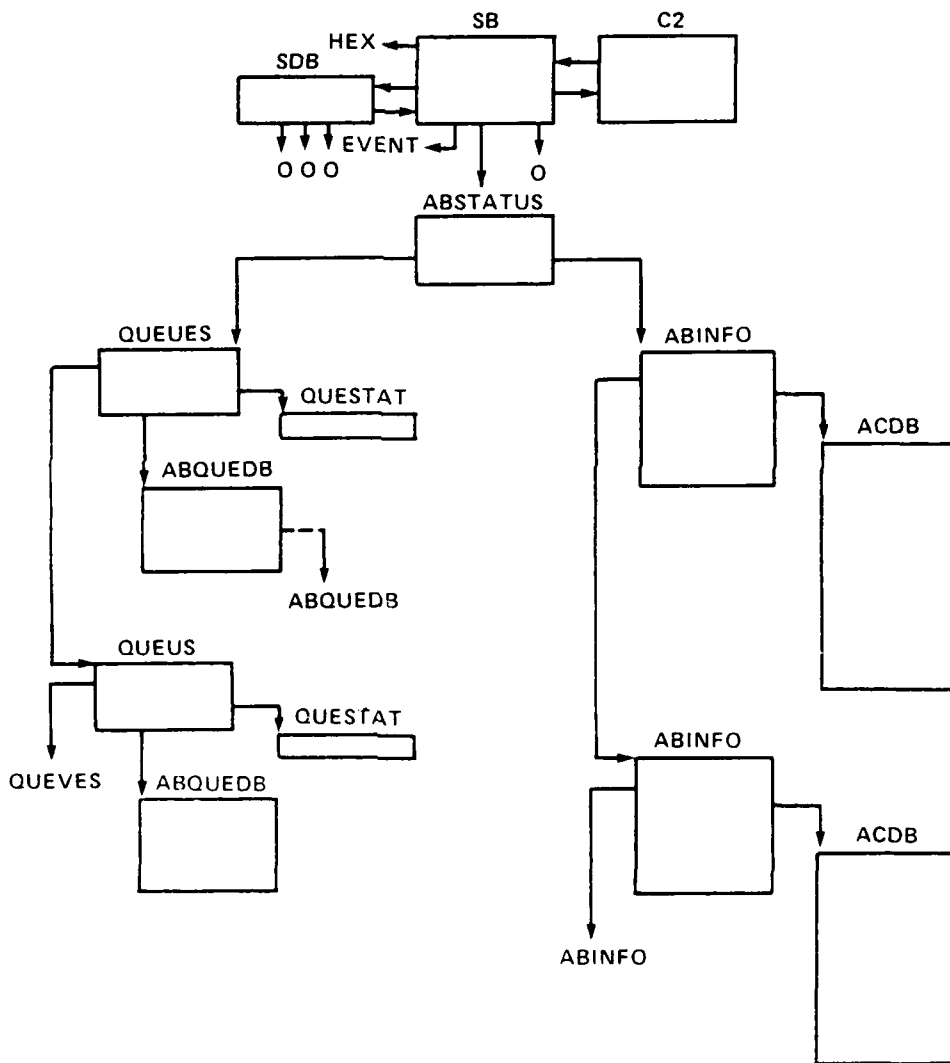 SB
C2
HEX
SDB
EVENT
O O O
O
ABSTATUS
QUEUES
ABINFO
QUESTAT
ACDB
ABQUEDB
ABQUEDB
QUEUS
QUESTAT
ABINFO
QUEVES
ABQUEDB
ACDB
ABINFO